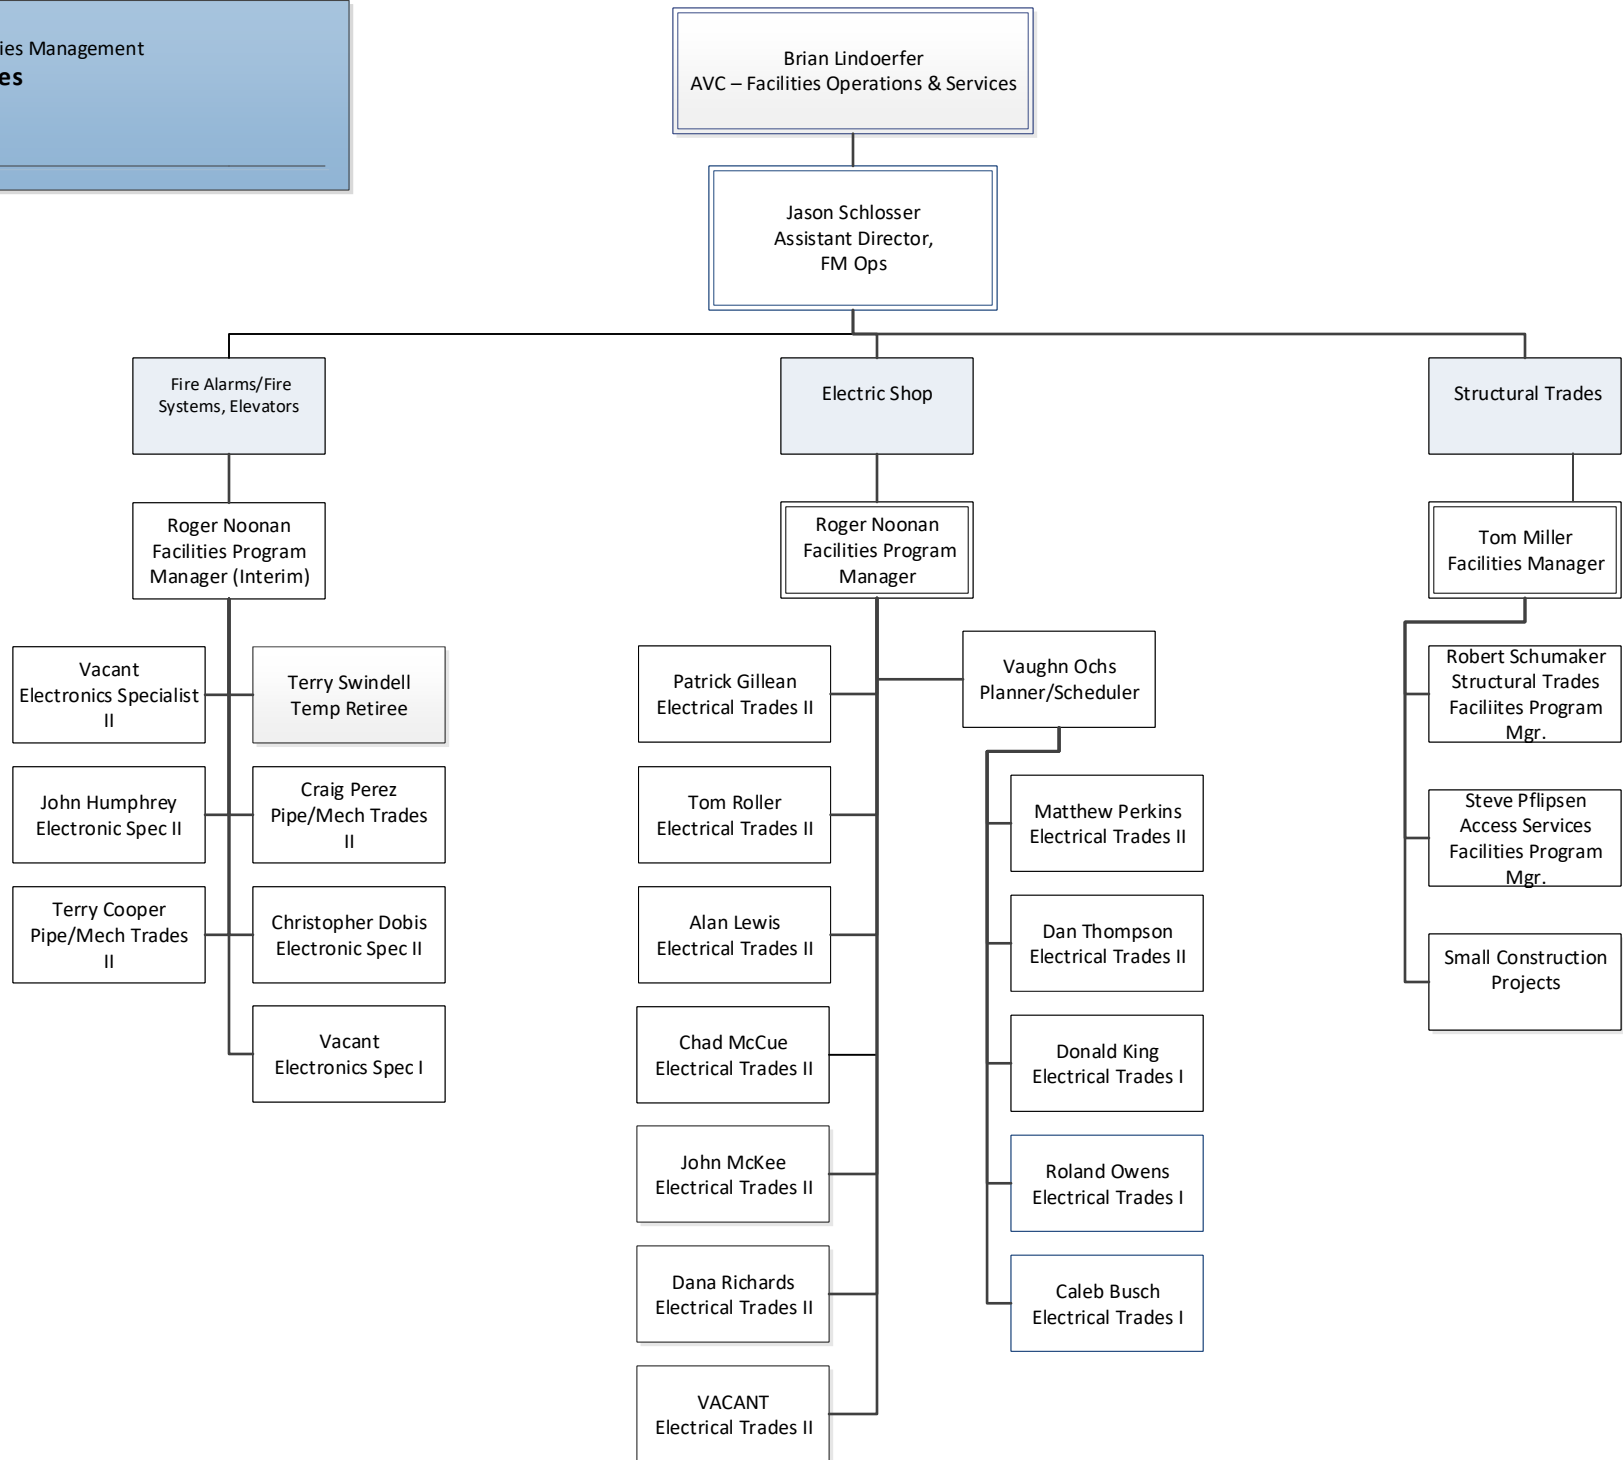 Management
Brian Lindoerfer
AVC – Facilities Operations & Services
Jason Schlosser
Assistant Director,
FM Ops
Fire Alarms/Fire
Systems, Elevators
Electric Shop
Structural Trades
Roger Noonan
Facilities Program
Manager (Interim)
Roger Noonan
Facilities Program
Manager
Tom Miller
Facilities Manager
Vacant
Electronics Specialist
II
Terry Swindell
Temp Retiree
John Humphrey
Electronic Spec II
Craig Perez
Pipe/Mech Trades
II
Terry Cooper
Pipe/Mech Trades
II
Christopher Dobis
Electronic Spec II
Vacant
Electronics Spec I
Patrick Gillean
Electrical Trades II
Tom Roller
Electrical Trades II
Alan Lewis
Electrical Trades II
Chad McCue
Electrical Trades II
John McKee
Electrical Trades II
Dana Richards
Electrical Trades II
VACANT
Electrical Trades II
Vaughn Ochs
Planner/Scheduler
Matthew Perkins
Electrical Trades II
Dan Thompson
Electrical Trades II
Donald King
Electrical Trades I
Roland Owens
Electrical Trades I
Caleb Busch
Electrical Trades I
Robert Schumaker
Structural Trades
Faciliites Program
Mgr.
Steve Pflipsen
Access Services
Facilities Program
Mgr.
Small Construction
Projects